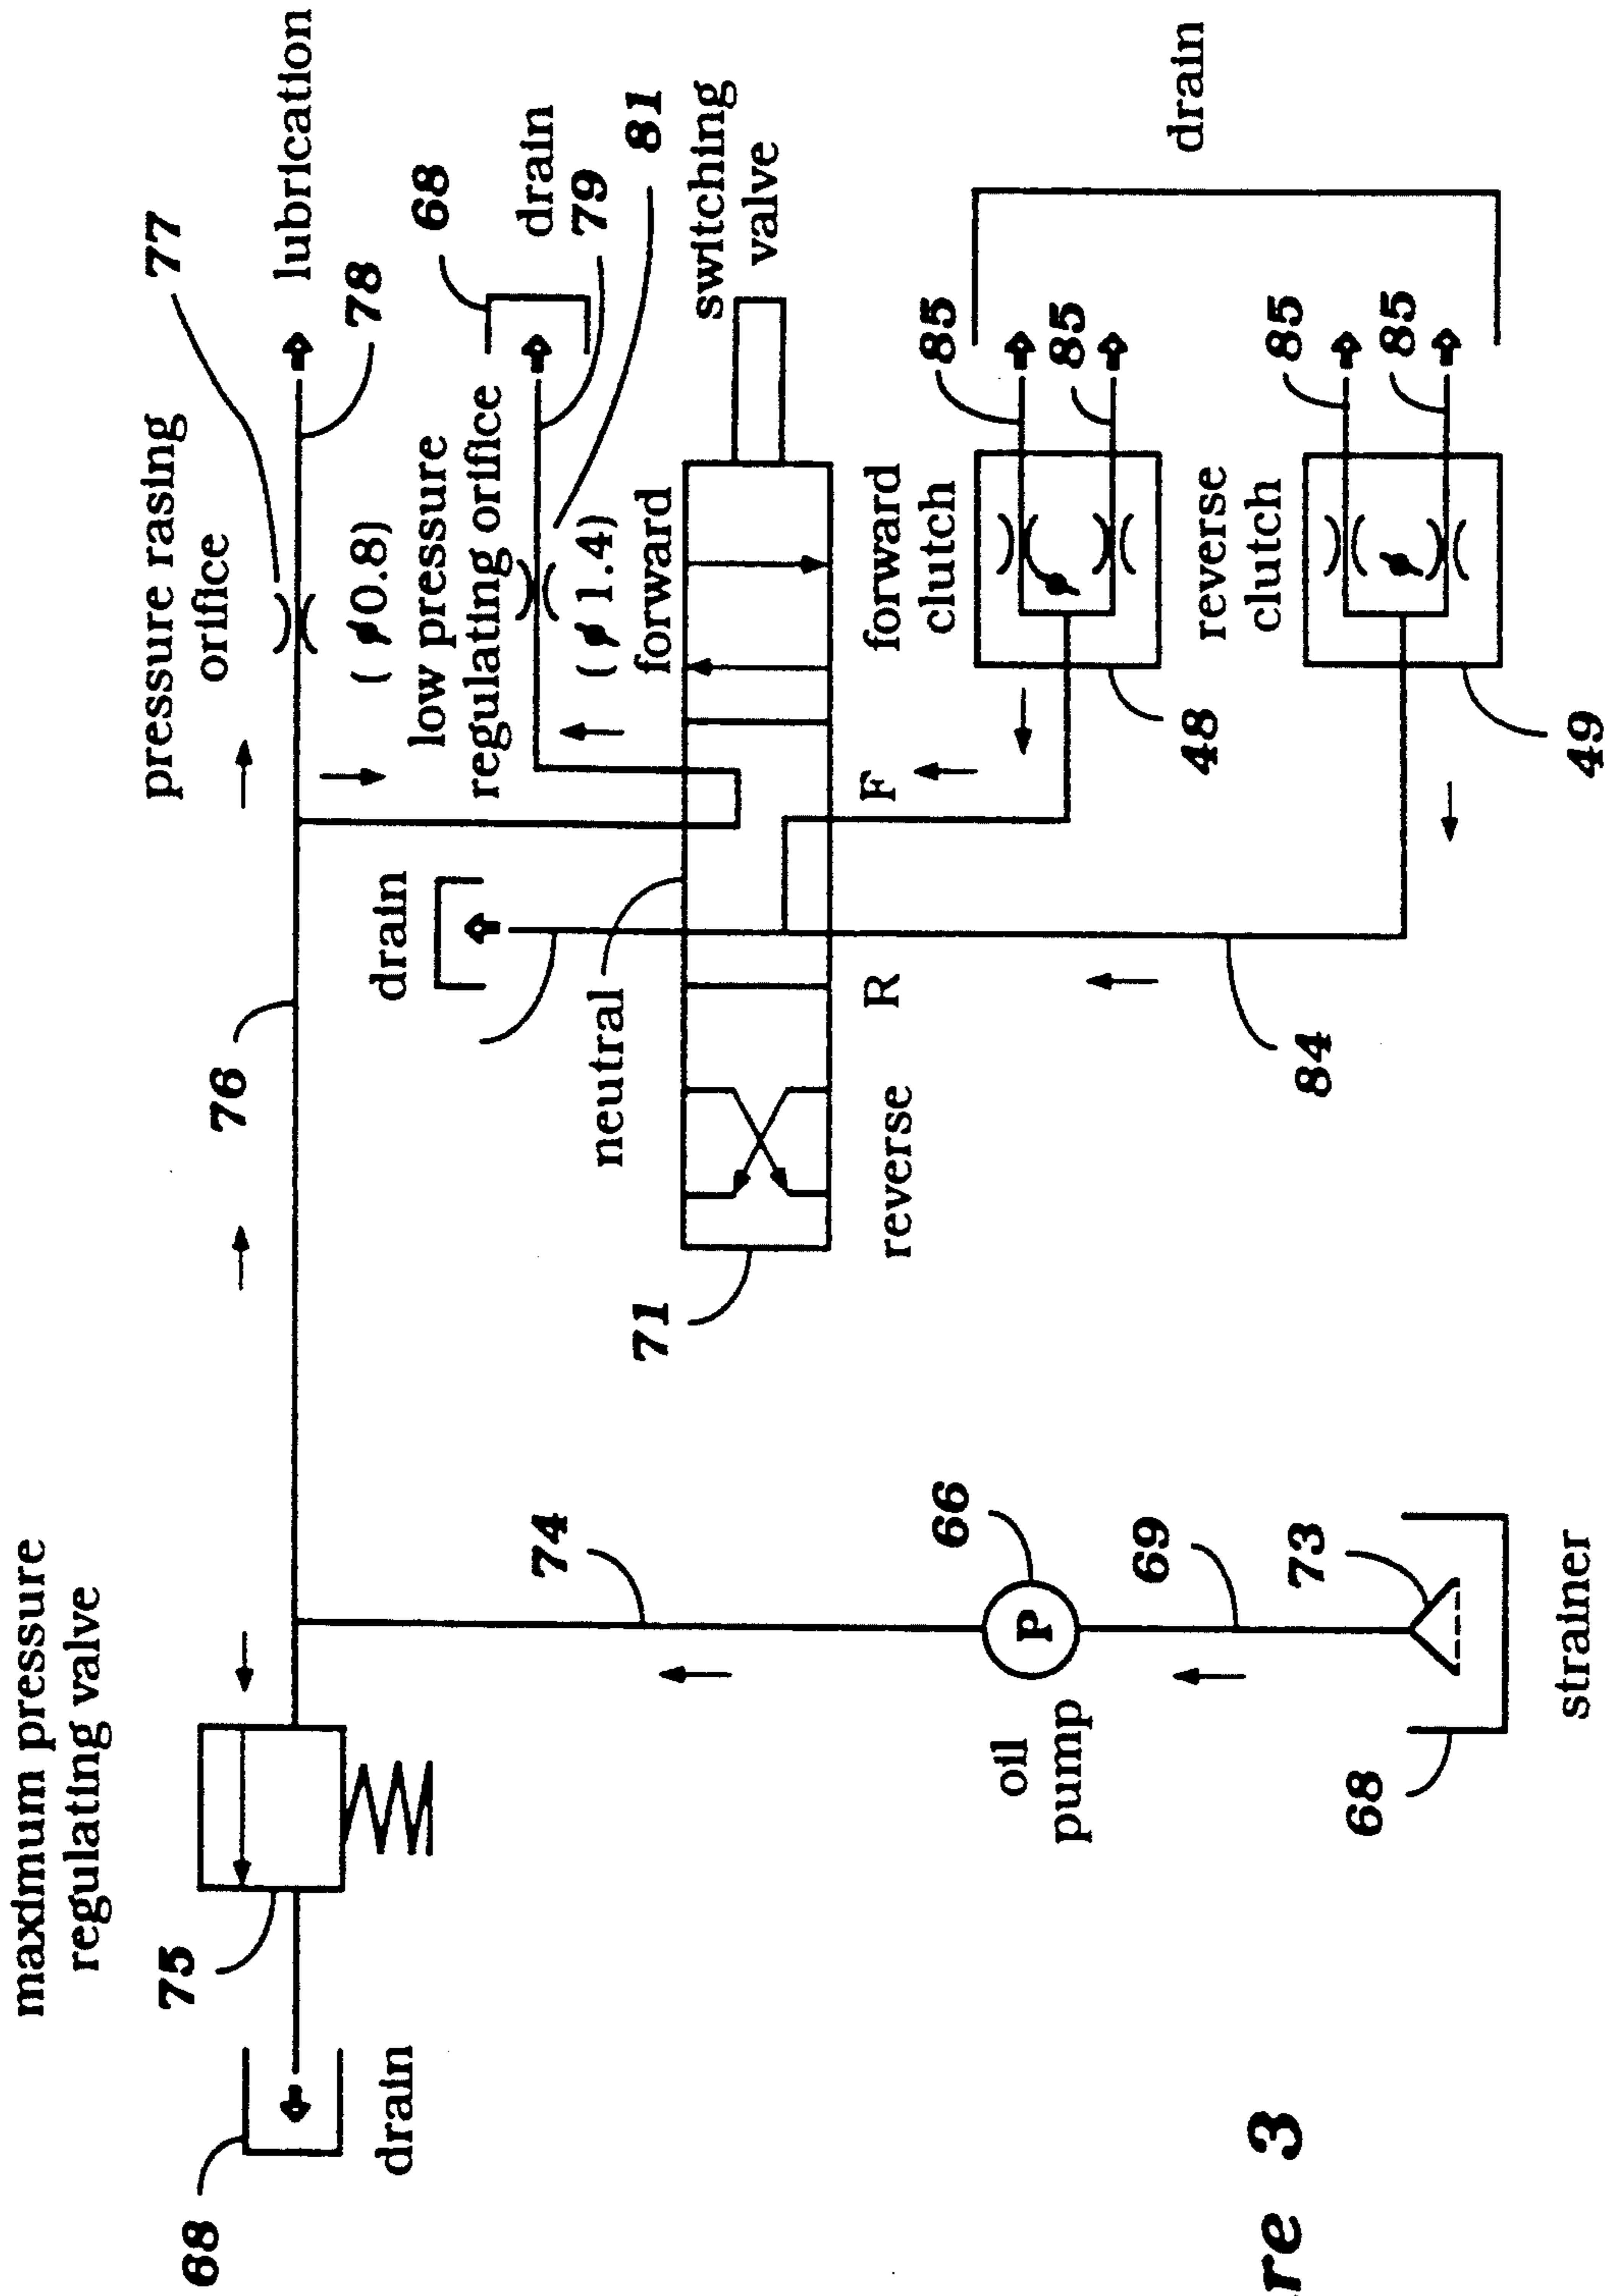 maximum pressure
regulating valve
75
68
drain
74
66
oil
pump
P
69
73
68
strainer
76
pressure rasing
orifice
77
lubrication
78
(ϕ0.8)
low pressure
regulating orifice
68
drain
79
81
(ϕ1.4)
drain
neutral
forward
switching
valve
71
reverse
R
F
forward
clutch
85
85
48
reverse
clutch
85
85
49
84
drain
re 3